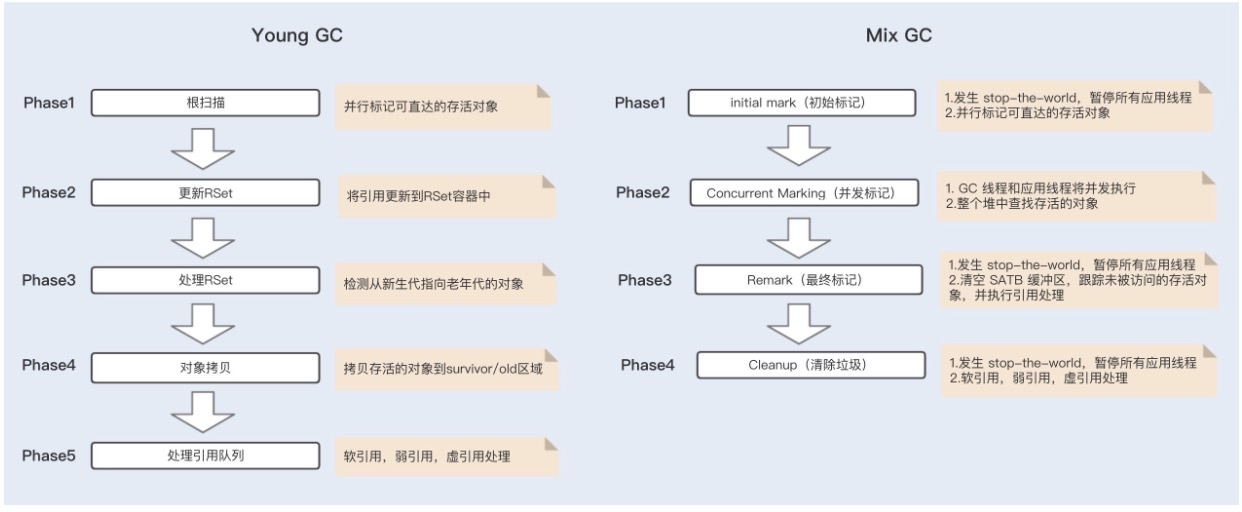 Young GC
Phase1
根扫描
并行标记可直达的存活对象
Phase2
更新RSet
将引用更新到RSet容器中
Phase3
处理RSet
检测从新生代指向老年代的对象
Phase4
对象拷贝
拷贝存活的对象到survivor/old区域
Phase5
处理引用队列
软引用，弱引用，虚引用处理
Mix GC
Phase1
initial mark（初始标记）
1.发生 stop-the-world，暂停所有应用线程
2.并行标记可直达的存活对象
Phase2
Concurrent Marking（并发标记）
1. GC 线程和应用线程将并发执行
2.整个堆中查找存活的对象
Phase3
Remark（最终标记）
1.发生 stop-the-world，暂停所有应用线程
2.清空 SATB 缓冲区，跟踪未被访问的存活对
象，并执行引用处理
Phase4
Cleanup（清除垃圾）
1.发生 stop-the-world，暂停所有应用线程
2.软引用，弱引用，虚引用处理